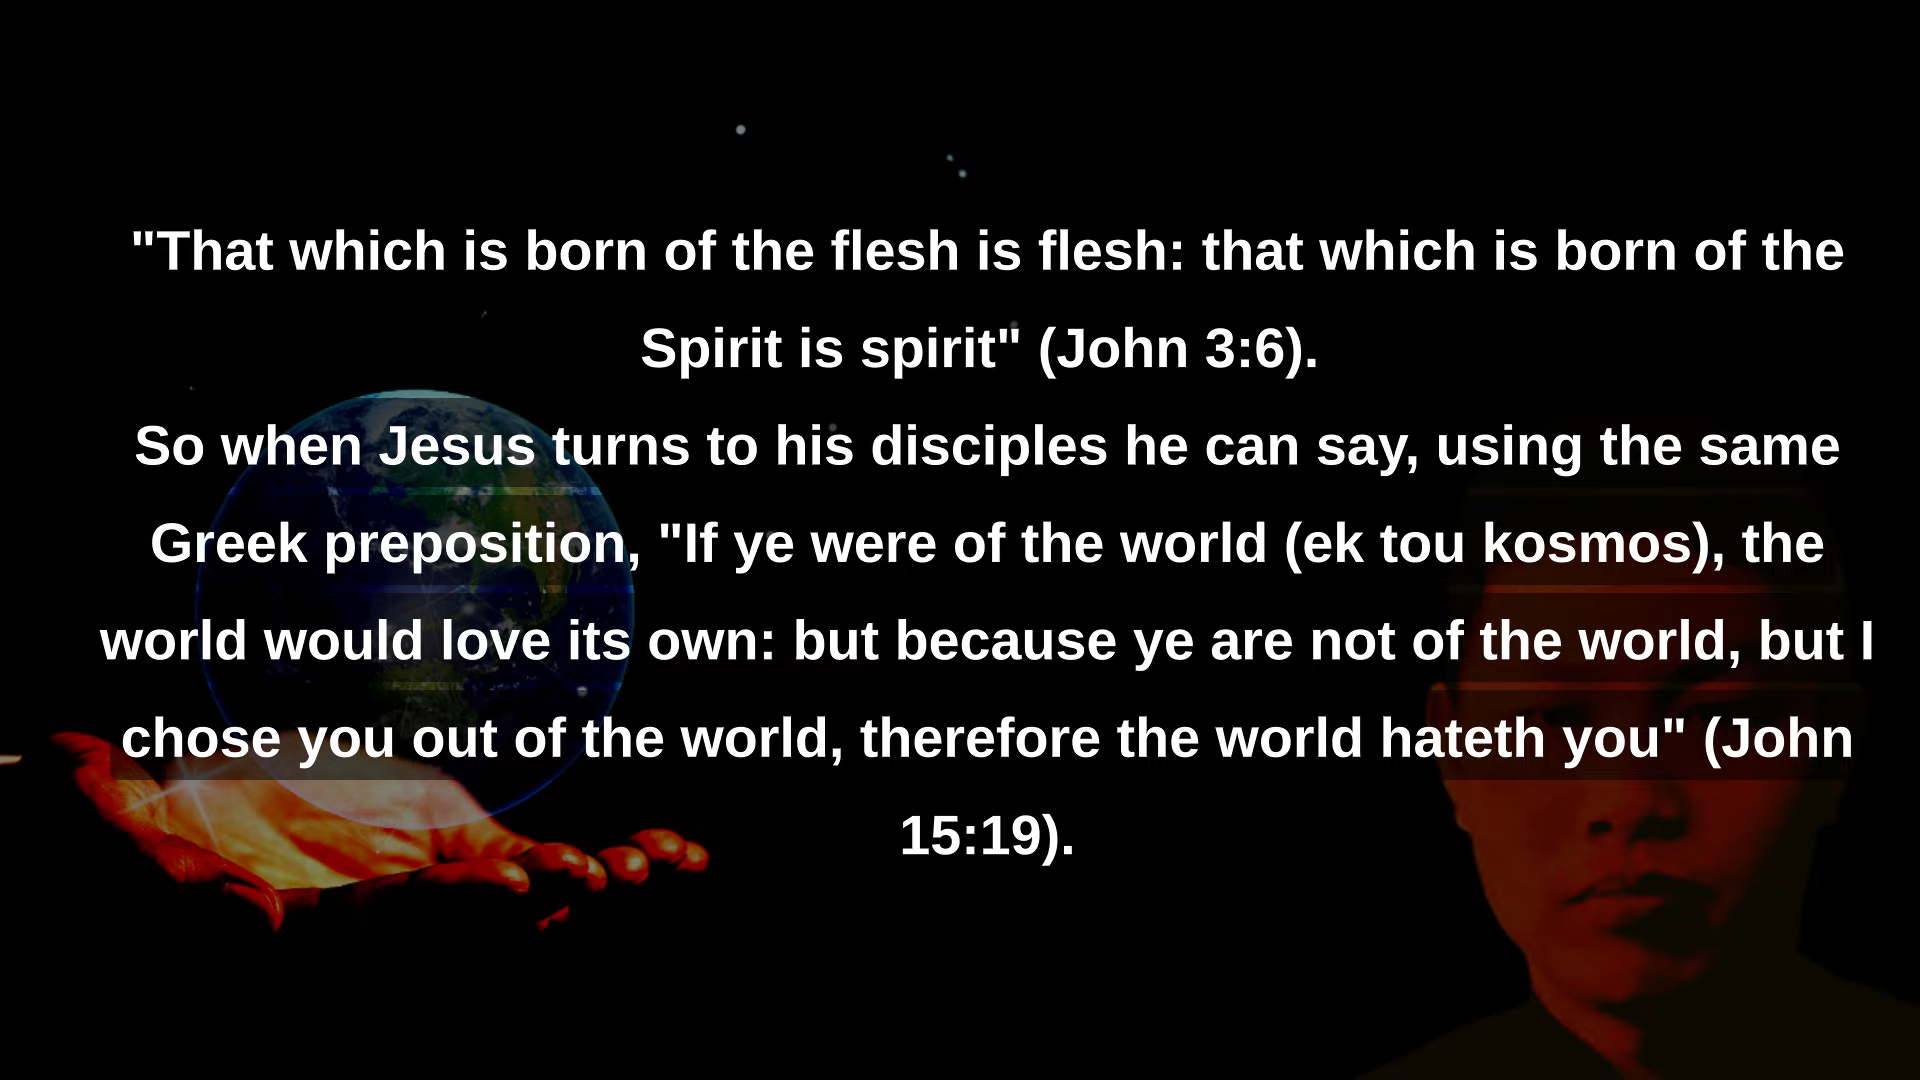 "That which is born of the flesh is flesh: that which is born of the
Spirit is spirit" (John 3:6).
So when Jesus turns to his disciples he can say, using the same
Greek preposition, "If ye were of the world (ek tou kosmos), the
world would love its own: but because ye are not of the world, but I
chose you out of the world, therefore the world hateth you" (John
15:19).